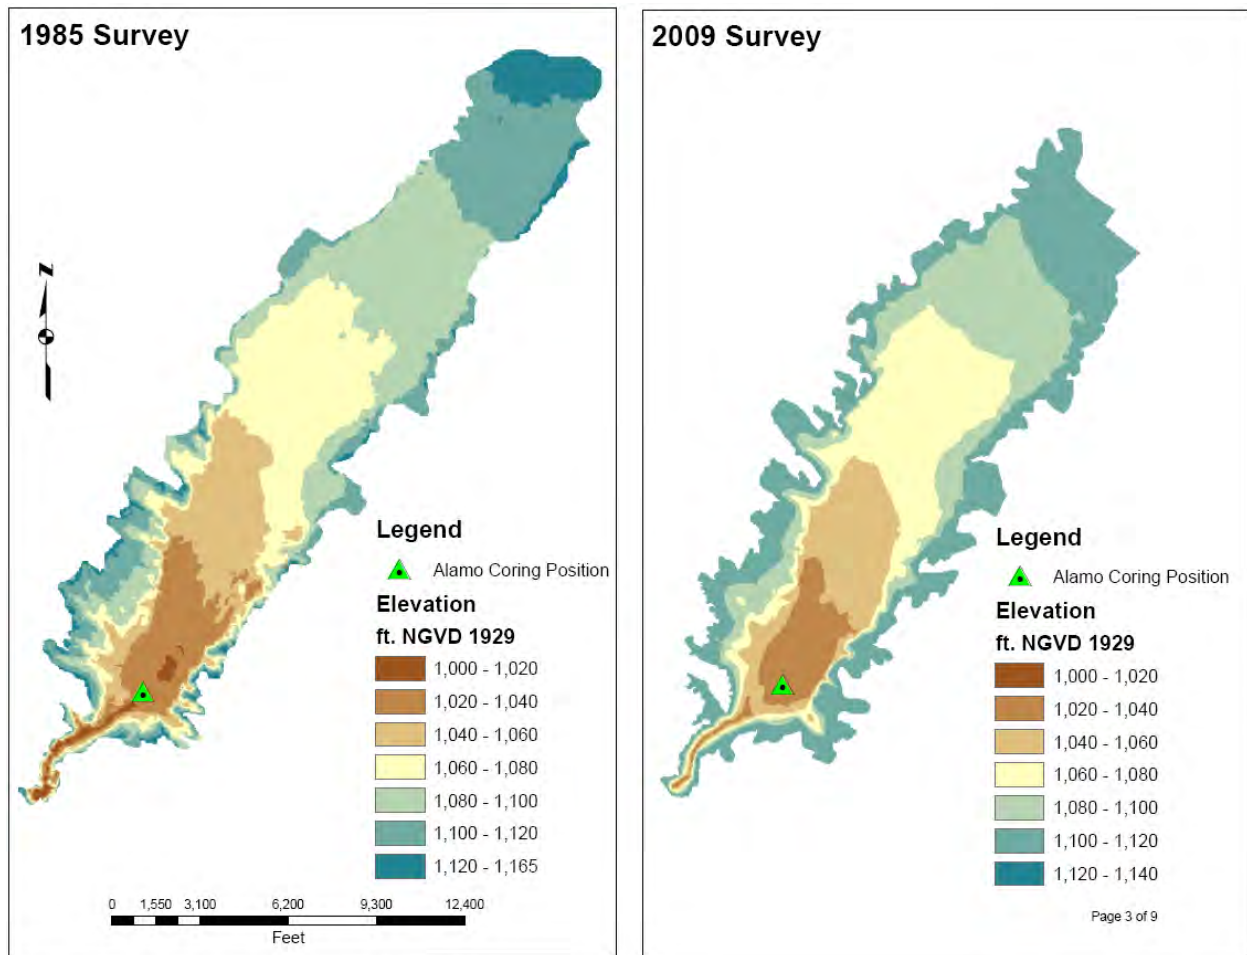 1985 Survey
N
Legend
Alamo Coring Position
Elevation
ft. NGVD 1929
1,000 - 1,020
1,020 - 1,040
1,040 - 1,060
1,060 - 1,080
1,080 - 1,100
1,100 - 1,120
1,120 - 1,165
0 1,550 3,100 6,200 9,300 12,400
Feet
2009 Survey
Legend
Alamo Coring Position
Elevation
ft. NGVD 1929
1,000 - 1,020
1,020 - 1,040
1,040 - 1,060
1,060 - 1,080
1,080 - 1,100
1,100 - 1,120
1,120 - 1,140
Page 3 of 9